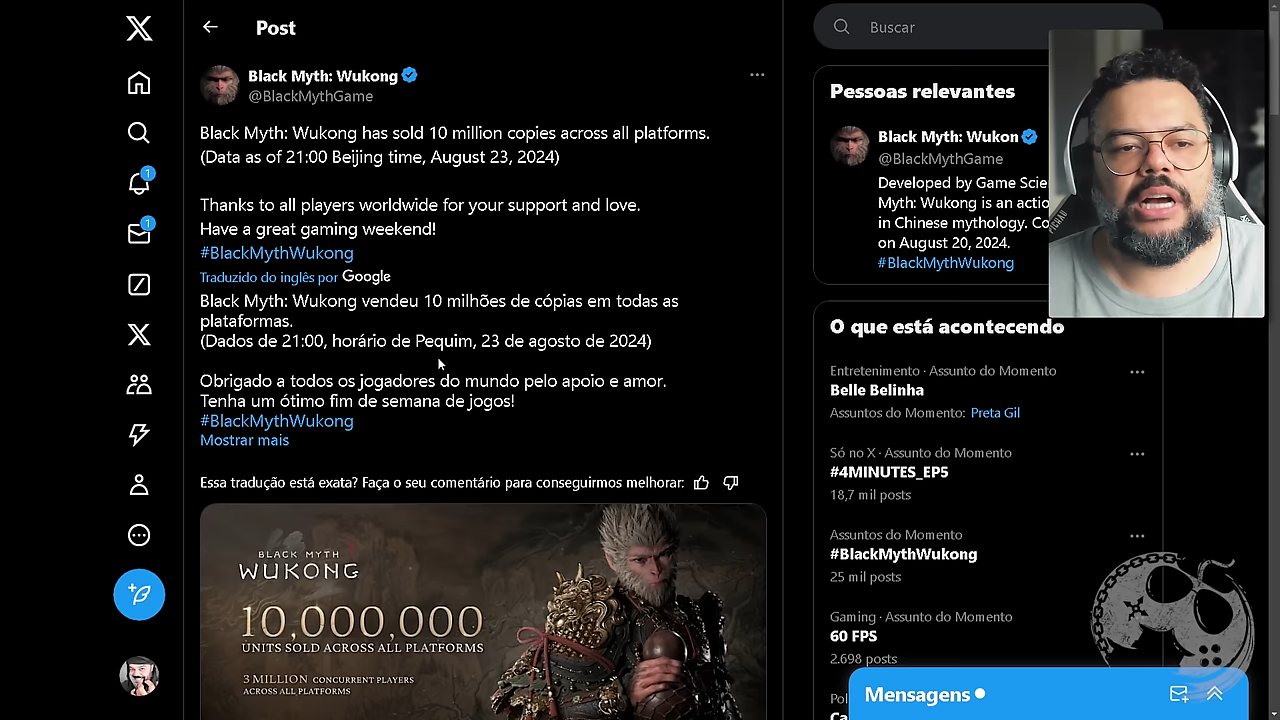 Post
Black Myth: Wukong
@BlackMythGame
Black Myth: Wukong has sold 10 million copies across all platforms.
(Data as of 21:00 Beijing time, August 23, 2024)
Thanks to all players worldwide for your support and love.
Have a great gaming weekend!
#BlackMythWukong
Traduzido do inglês por Google
Black Myth: Wukong vendeu 10 milhões de cópias em todas as
plataformas.
(Dados de 21:00, horário de Pequim, 23 de agosto de 2024)
Obrigado a todos os jogadores do mundo pelo apoio e amor.
Tenha um ótimo fim de semana de jogos!
#BlackMythWukong
Mostrar mais
Essa tradução está exata? Faça o seu comentário para conseguirmos melhorar:
BLACK MYTH
WUKONG
10,000,000
UNITS SOLD ACROSS ALL PLATFORMS
3 MILLION CONCURRENT PLAYERS
ACROSS ALL PLATFORMS
1
1
Buscar
Pessoas relevantes
Black Myth: Wukon
@BlackMythGame
Developed by Game Scie
Myth: Wukong is an actio
in Chinese mythology. Co
on August 20, 2024.
#BlackMythWukong
PICHAU
O que está acontecendo
Entretenimento · Assunto do Momento
Belle Belinha
Assuntos do Momento: Preta Gil
Só no X · Assunto do Momento
#4MINUTES_EP5
18,7 mil posts
Assuntos do Momento
#BlackMythWukong
25 mil posts
Gaming · Assunto do Momento
60 FPS
2.698 posts
Pol
Ca
Mensagens